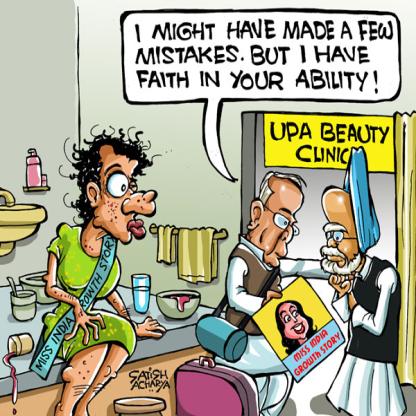 I MIGHT HAVE MADE A FEW
MISTAKES. BUT I HAVE
FAITH IN YOUR ABILITY!
UPA BEAUTY
CLINIC
MISS INDIA GROWTH STORY
MISS INDIA
GROWTH STORY
SATISH
ACHARYA